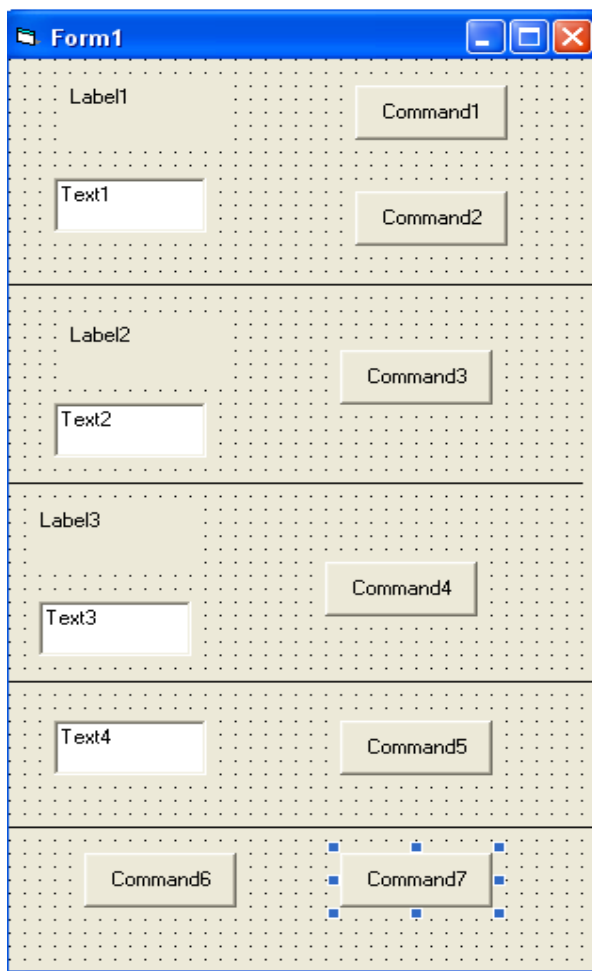 Form1
Label1
Command1
Text1
Command2
Label2
Command3
Text2
Label3
Command4
Text3
Text4
Command5
Command6
Command7